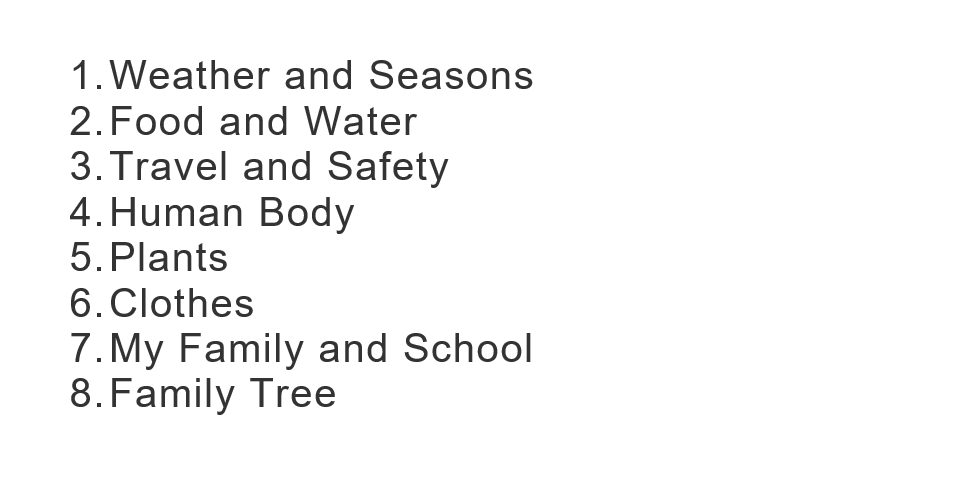 1. Weather and Seasons
2. Food and Water
3. Travel and Safety
4. Human Body
5. Plants
6. Clothes
7. My Family and School
8. Family Tree